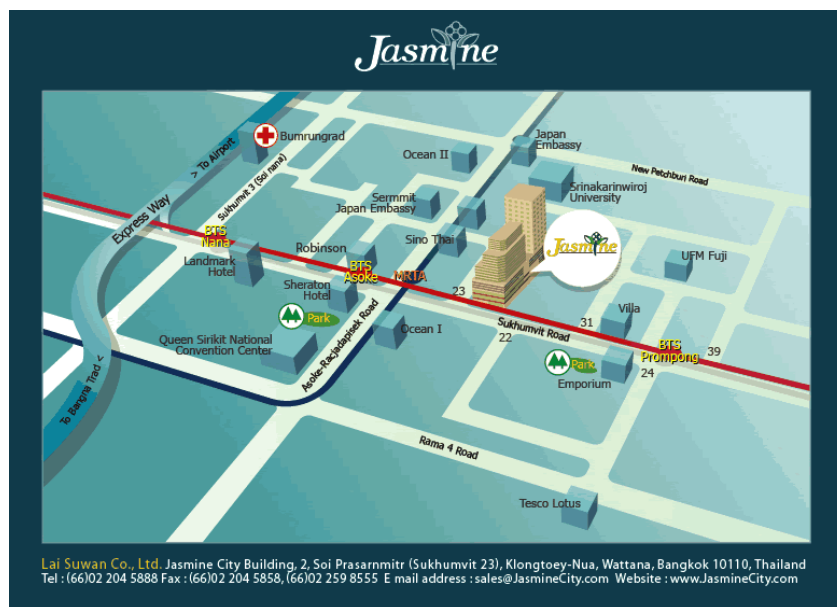 Jasmine
Bumrungrad
Japan
Embassy
> To Airport
Ocean II
New Petchburi Road
Sukhumvit 3 (Soi nana)
Srinakarinwiroj
University
Sermmit
Japan Embassy
Express Way
BTS
Nana
Robinson
Sino Thai
Jasmine
Landmark
Hotel
BTS
Asoke
MRTA
UFM Fuji
Sheraton
Hotel
23
Park
Villa
31
Sukhumvit Road
22
Ocean I
Queen Sirikit National
Convention Center
Asoke-Racjadapisek Road
BTS
Prompong
39
Park
24
Emporium
To Bangna Trad <
Rama 4 Road
Tesco Lotus
Lai Suwan Co., Ltd. Jasmine City Building, 2, Soi Prasarnmitr (Sukhumvit 23), Klongtoey-Nua, Wattana, Bangkok 10110, Thailand
Tel : (66)02 204 5888 Fax : (66)02 204 5858, (66)02 259 8555 E mail address : sales@JasmineCity.com Website : www.JasmineCity.com